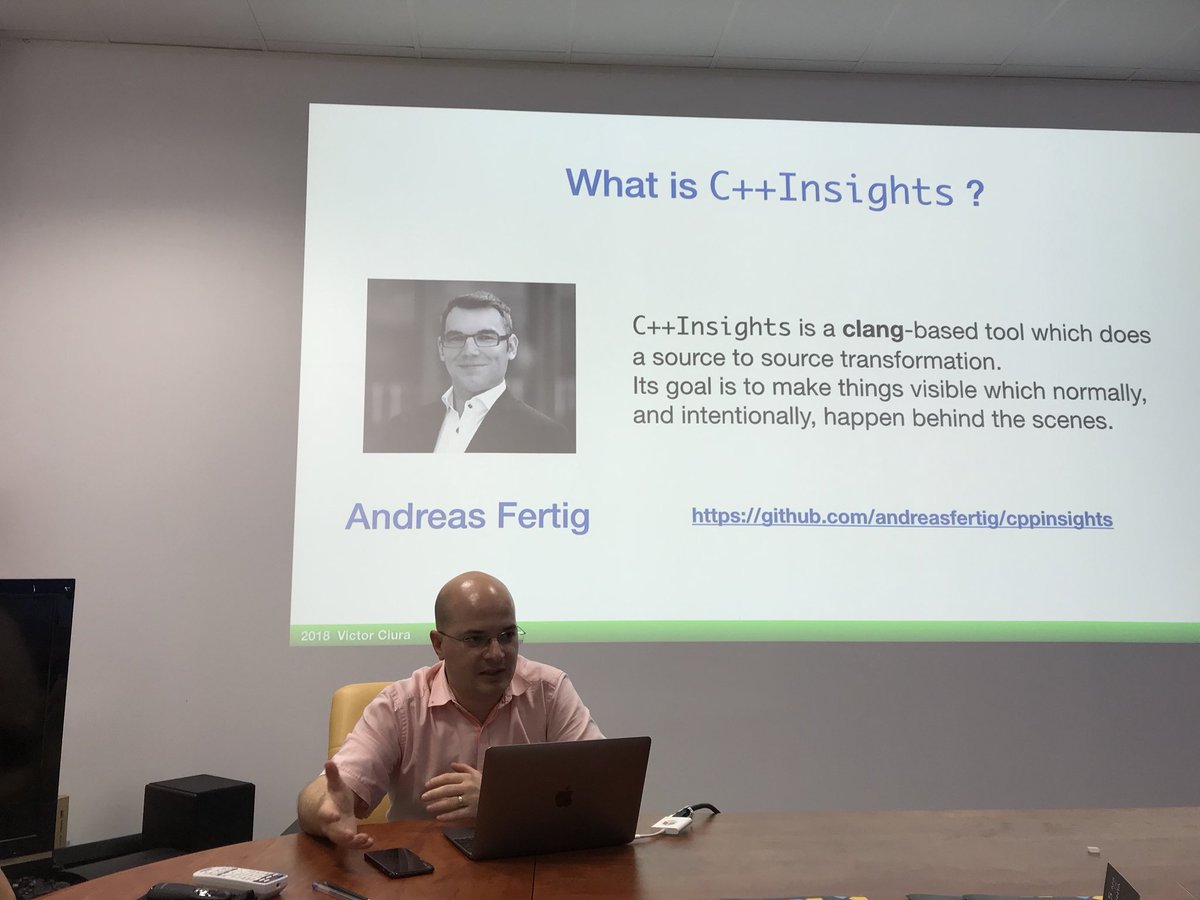 What is C++Insights ?
C++Insights is a clang-based tool which does
a source to source transformation.
Its goal is to make things visible which normally,
and intentionally, happen behind the scenes.
Andreas Fertig
https://github.com/andreasfertig/cppinsights
2018 Victor Ciura